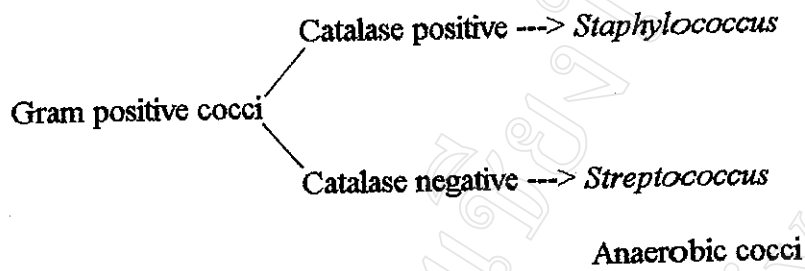 Catalase positive ---> Staphylococcus
Gram positive cocci
Catalase negative ---> Streptococcus
Anaerobic cocci